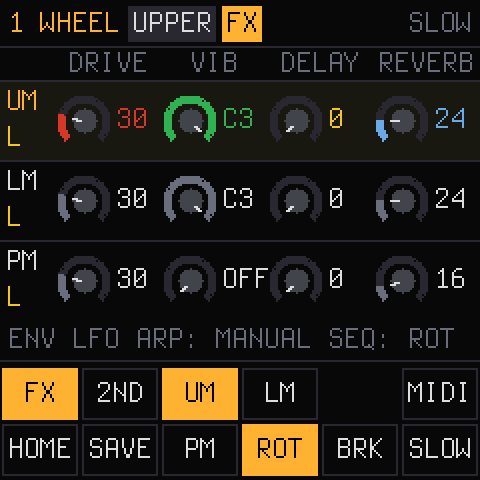 1 WHEEL UPPER FX SLOW
DRIVE VIB DELAY REVERB
UM 30 C3 0 24
L
LM 30 C3 0 24
L
PM 30 OFF 0 16
L
ENV LFO ARP: MANUAL SEQ: ROT
FX 2ND UM LM MIDI
HOME SAVE PM ROT BRK SLOW